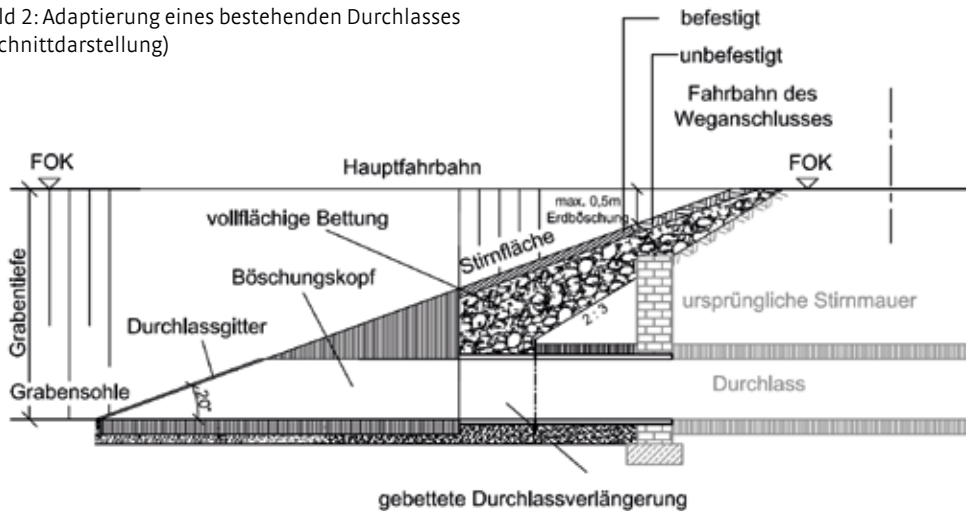 ld 2: Adaptierung eines bestehenden Durchlasses
chnittdarstellung)
befestigt
unbefestigt
Fahrbahn des
Weganschlusses
FOK
Hauptfahrbahn
FOK
max. 0,5m
Erdböschung
vollflächige Bettung
Stirnfläche
Böschungskopf
ursprüngliche Stirnmauer
2:3
Grabentiefe
Durchlassgitter
Durchlass
Grabensohle
20°
gebettete Durchlassverlängerung